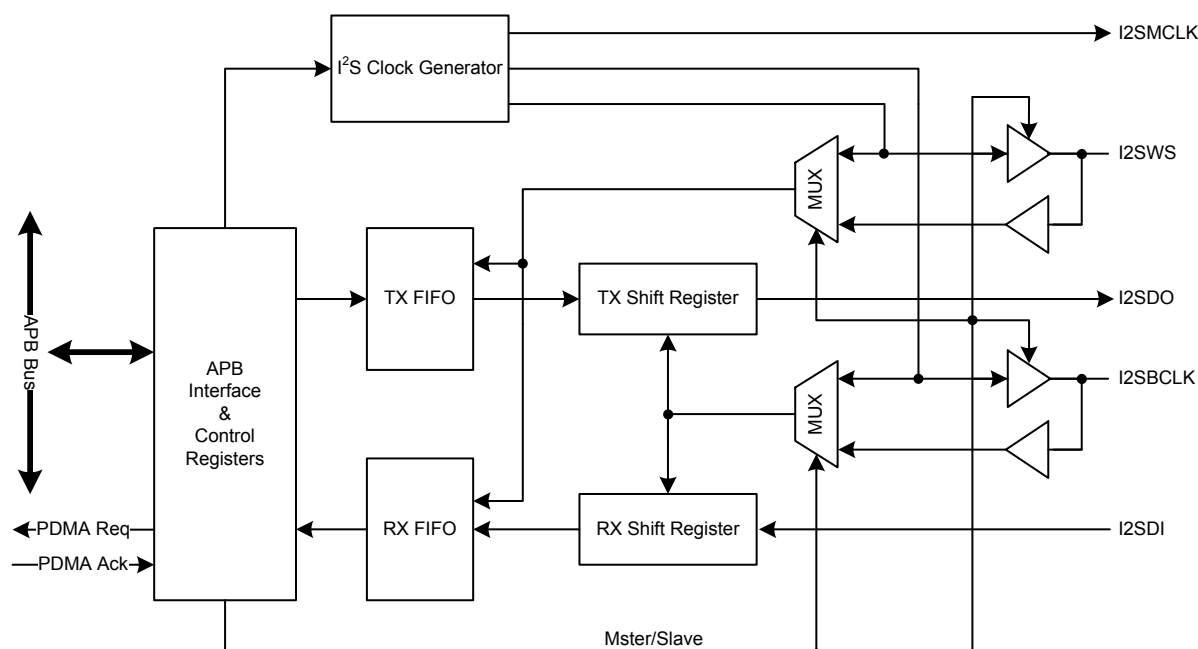 I2SMCLK
I²S Clock Generator
I2SWS
MUX
TX FIFO
TX Shift Register
I2SDO
APB Bus
APB
Interface
&
Control
Registers
I2SBCLK
MUX
PDMA Req
RX FIFO
RX Shift Register
I2SDI
PDMA Ack
Mster/Slave